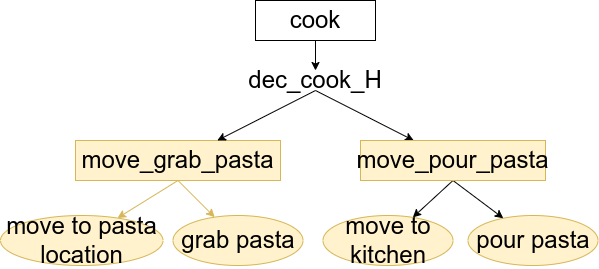 cook
dec_cook_H
move_grab_pasta
move_pour_pasta
move to pasta
location
grab pasta
move to
kitchen
pour pasta